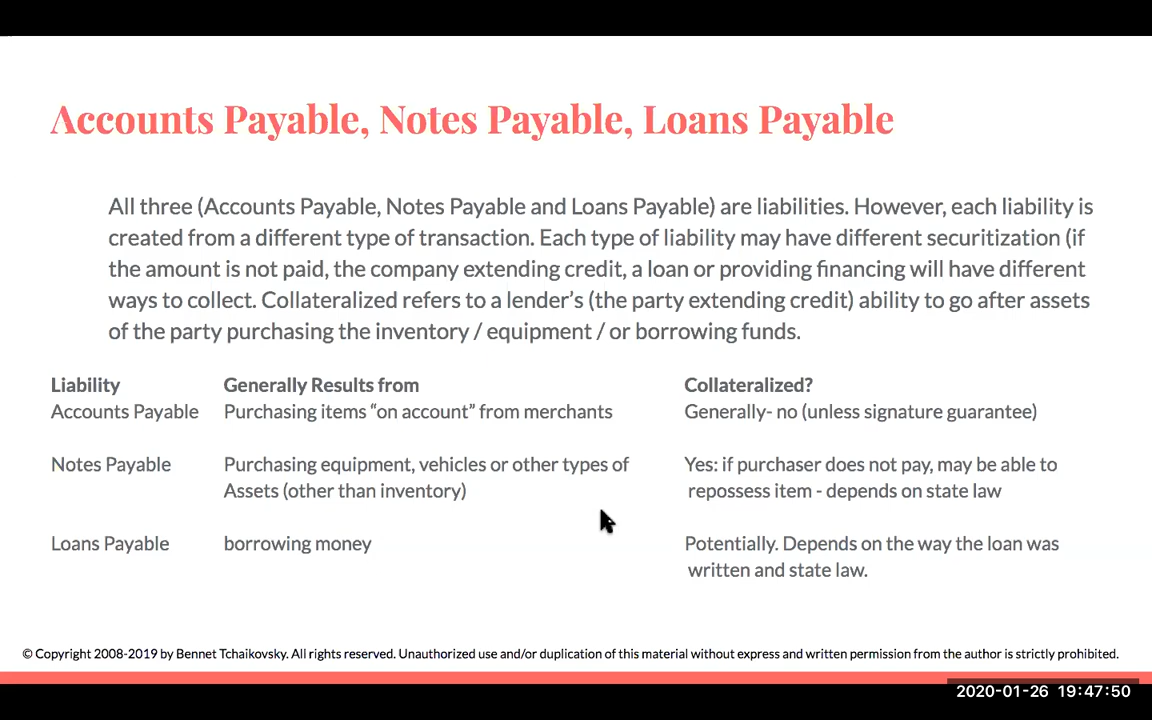 Accounts Payable, Notes Payable, Loans Payable
All three (Accounts Payable, Notes Payable and Loans Payable) are liabilities. However, each liability is
created from a different type of transaction. Each type of liability may have different securitization (if
the amount is not paid, the company extending credit, a loan or providing financing will have different
ways to collect. Collateralized refers to a lender’s (the party extending credit) ability to go after assets
of the party purchasing the inventory / equipment / or borrowing funds.
Liability Generally Results from Collateralized?
Accounts Payable Purchasing items “on account” from merchants Generally- no (unless signature guarantee)
Notes Payable Purchasing equipment, vehicles or other types of Yes: if purchaser does not pay, may be able to
Assets (other than inventory) repossess item - depends on state law
Loans Payable borrowing money Potentially. Depends on the way the loan was
written and state law.
© Copyright 2008-2019 by Bennet Tchaikovsky. All rights reserved. Unauthorized use and/or duplication of this material without express and written permission from the author is strictly prohibited.
2020-01-26 19:47:50